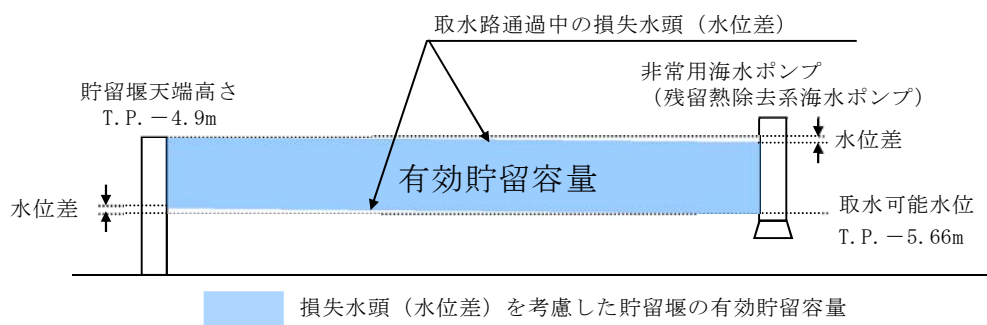 取水路通過中の損失水頭（水位差）
非常用海水ポンプ
（残留熱除去系海水ポンプ）
貯留堰天端高さ
T.P.－4.9m
水位差
有効貯留容量
水位差
取水可能水位
T.P.－5.66m
損失水頭（水位差）を考慮した貯留堰の有効貯留容量